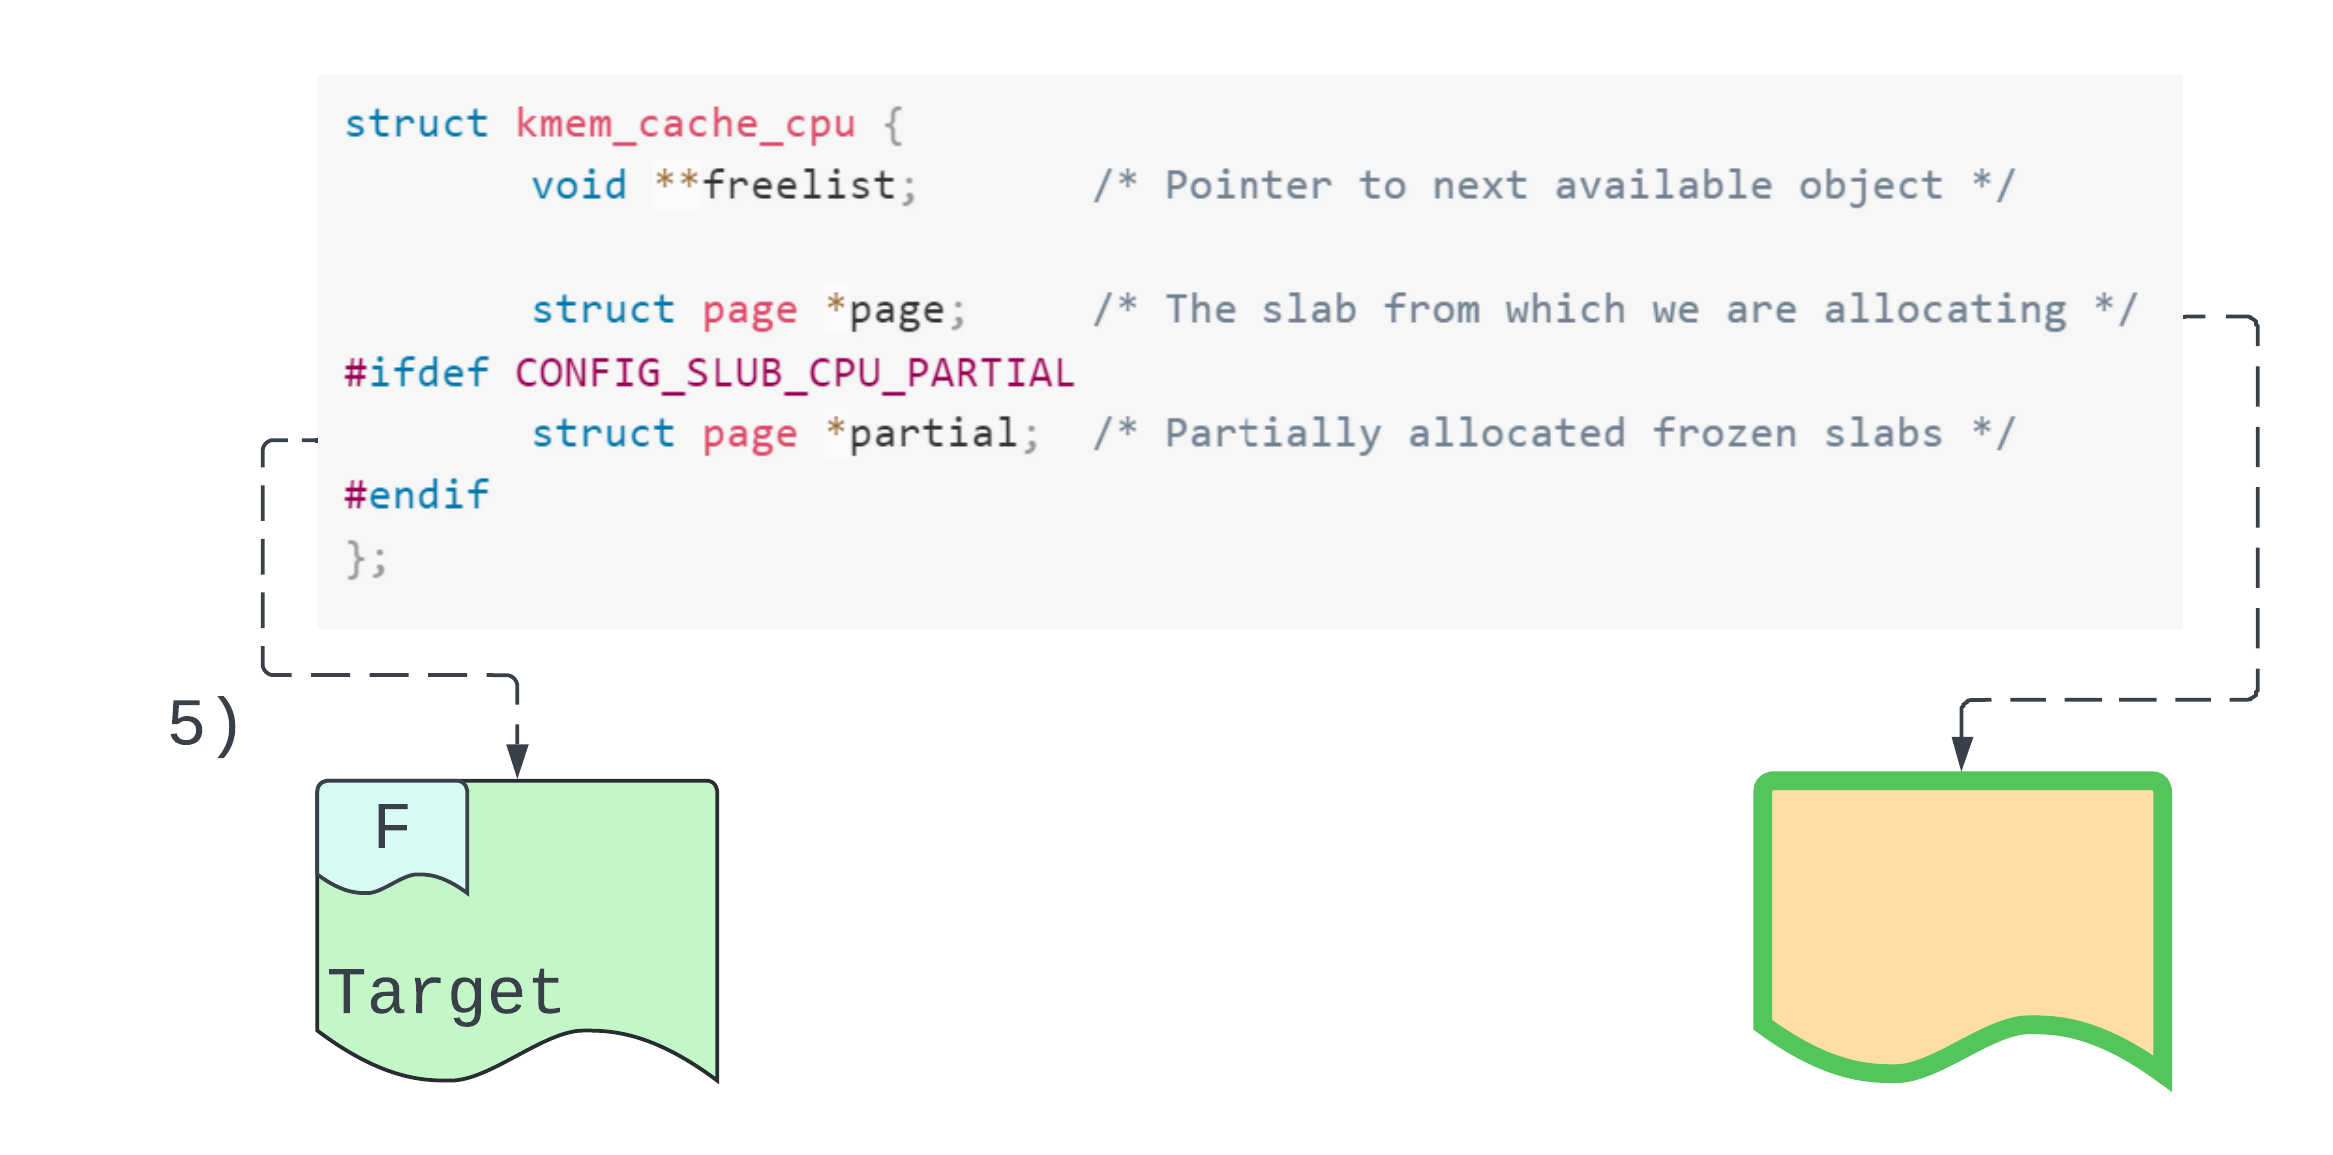 struct kmem_cache_cpu {
void **freelist; /* Pointer to next available object */
struct page *page; /* The slab from which we are allocating */
#ifdef CONFIG_SLUB_CPU_PARTIAL
struct page *partial; /* Partially allocated frozen slabs */
#endif
};
5)
F
Target